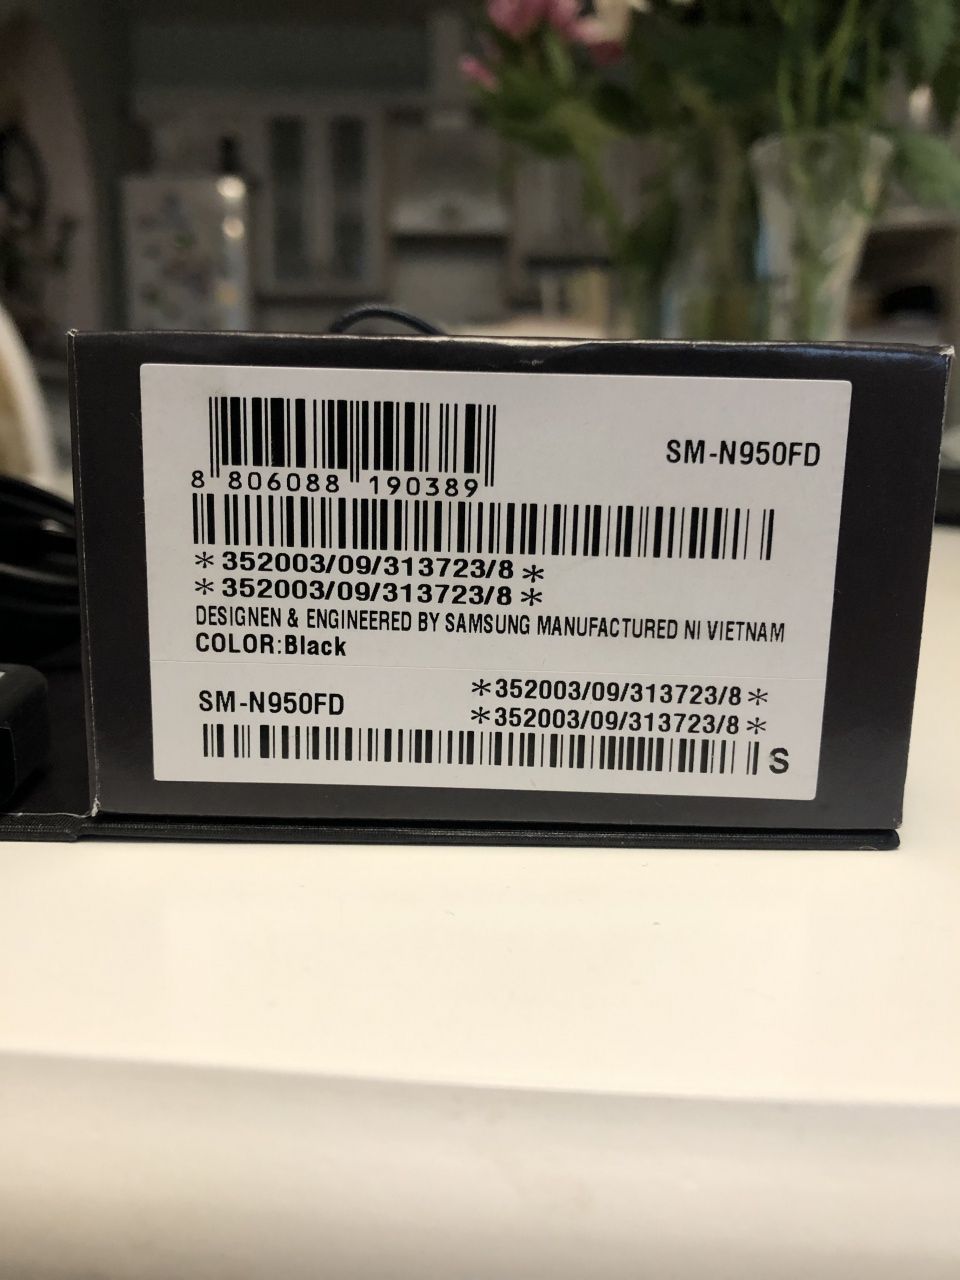 SM-N950FD
8 806088 190389
*352003/09/313723/8*
*352003/09/313723/8*
DESIGNEN & ENGINEERED BY SAMSUNG MANUFACTURED NI VIETNAM
COLOR:Black
SM-N950FD
*352003/09/313723/8*
*352003/09/313723/8*
S